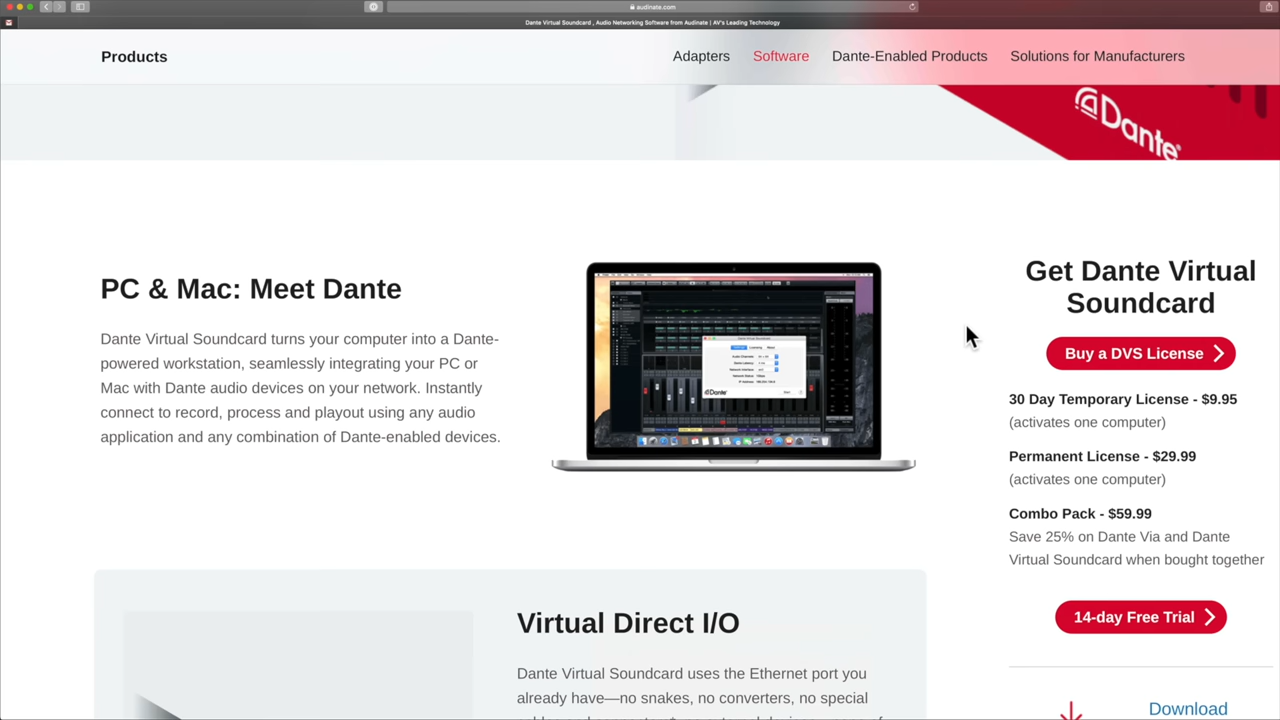 audinate.com
Dante Virtual Soundcard , Audio Networking Software from Audinate | AV's Leading Technology
Products
Adapters
Software
Dante-Enabled Products
Solutions for Manufacturers
Dante
PC & Mac: Meet Dante
Dante Virtual Soundcard turns your computer into a Dante-
powered workstation, seamlessly integrating your PC or
Mac with Dante audio devices on your network. Instantly
connect to record, process and playout using any audio
application and any combination of Dante-enabled devices.
Dante
Get Dante Virtual
Soundcard
Buy a DVS License
30 Day Temporary License - $9.95
(activates one computer)
Permanent License - $29.99
(activates one computer)
Combo Pack - $59.99
Save 25% on Dante Via and Dante
Virtual Soundcard when bought together
14-day Free Trial
Download
Virtual Direct I/O
Dante Virtual Soundcard uses the Ethernet port you
already have—no snakes, no converters, no special